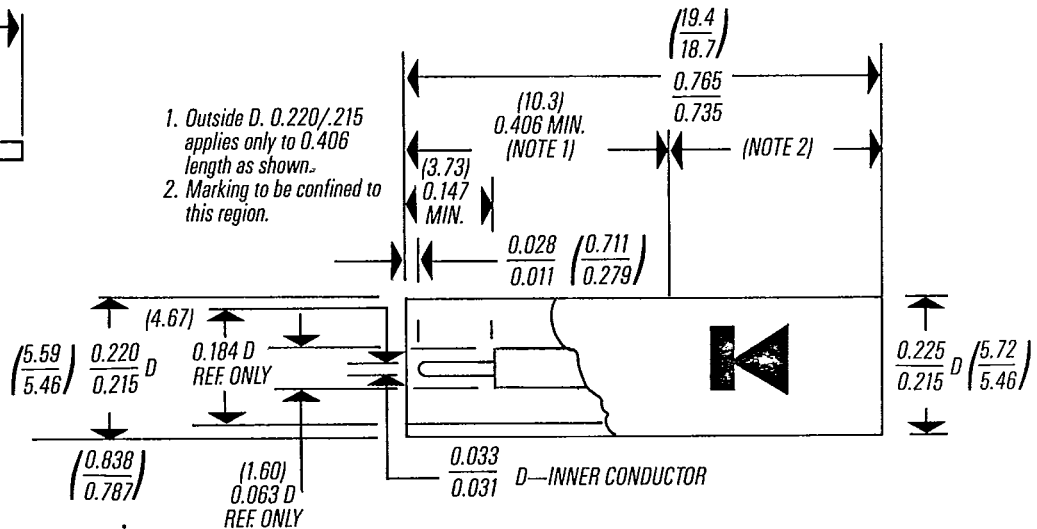 (19.4
18.7)
0.765
0.735
1. Outside D. 0.220/.215
applies only to 0.406
length as shown.
2. Marking to be confined to
this region.
(10.3)
0.406 MIN.
(NOTE 1)
(NOTE 2)
(3.73)
0.147
MIN.
0.028
0.011
(0.711
0.279)
(5.59
5.46)
0.220
0.215
D
(4.67)
0.184 D
REF. ONLY
0.225
0.215
D
(5.72
5.46)
(0.838
0.787)
(1.60)
0.063 D
REF. ONLY
0.033
0.031
D—INNER CONDUCTOR